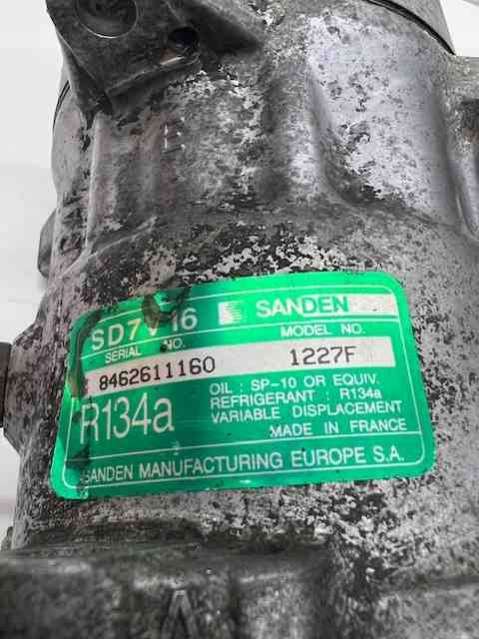 E
SD7V16 SANDEN
SERIAL NO. MODEL NO.
8462611160 1227F
R134a
OIL : SP-10 OR EQUIV.
REFRIGERANT : R134a
VARIABLE DISPLACEMENT
MADE IN FRANCE
SANDEN MANUFACTURING EUROPE S.A.
A